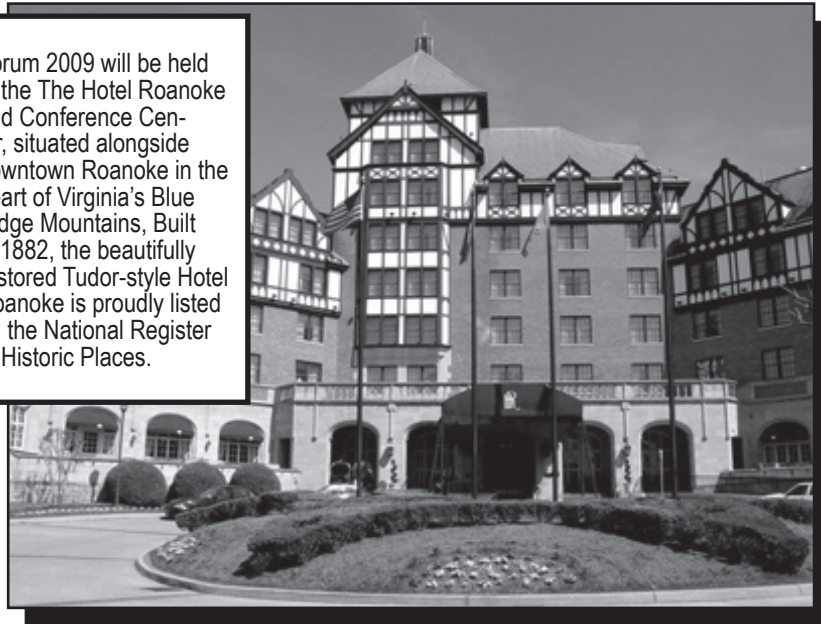 orum 2009 will be held
the The Hotel Roanoke
d Conference Cen-
r, situated alongside
owntown Roanoke in the
art of Virginia's Blue
dge Mountains, Built
1882, the beautifully
stored Tudor-style Hotel
oanoke is proudly listed
the National Register
Historic Places.